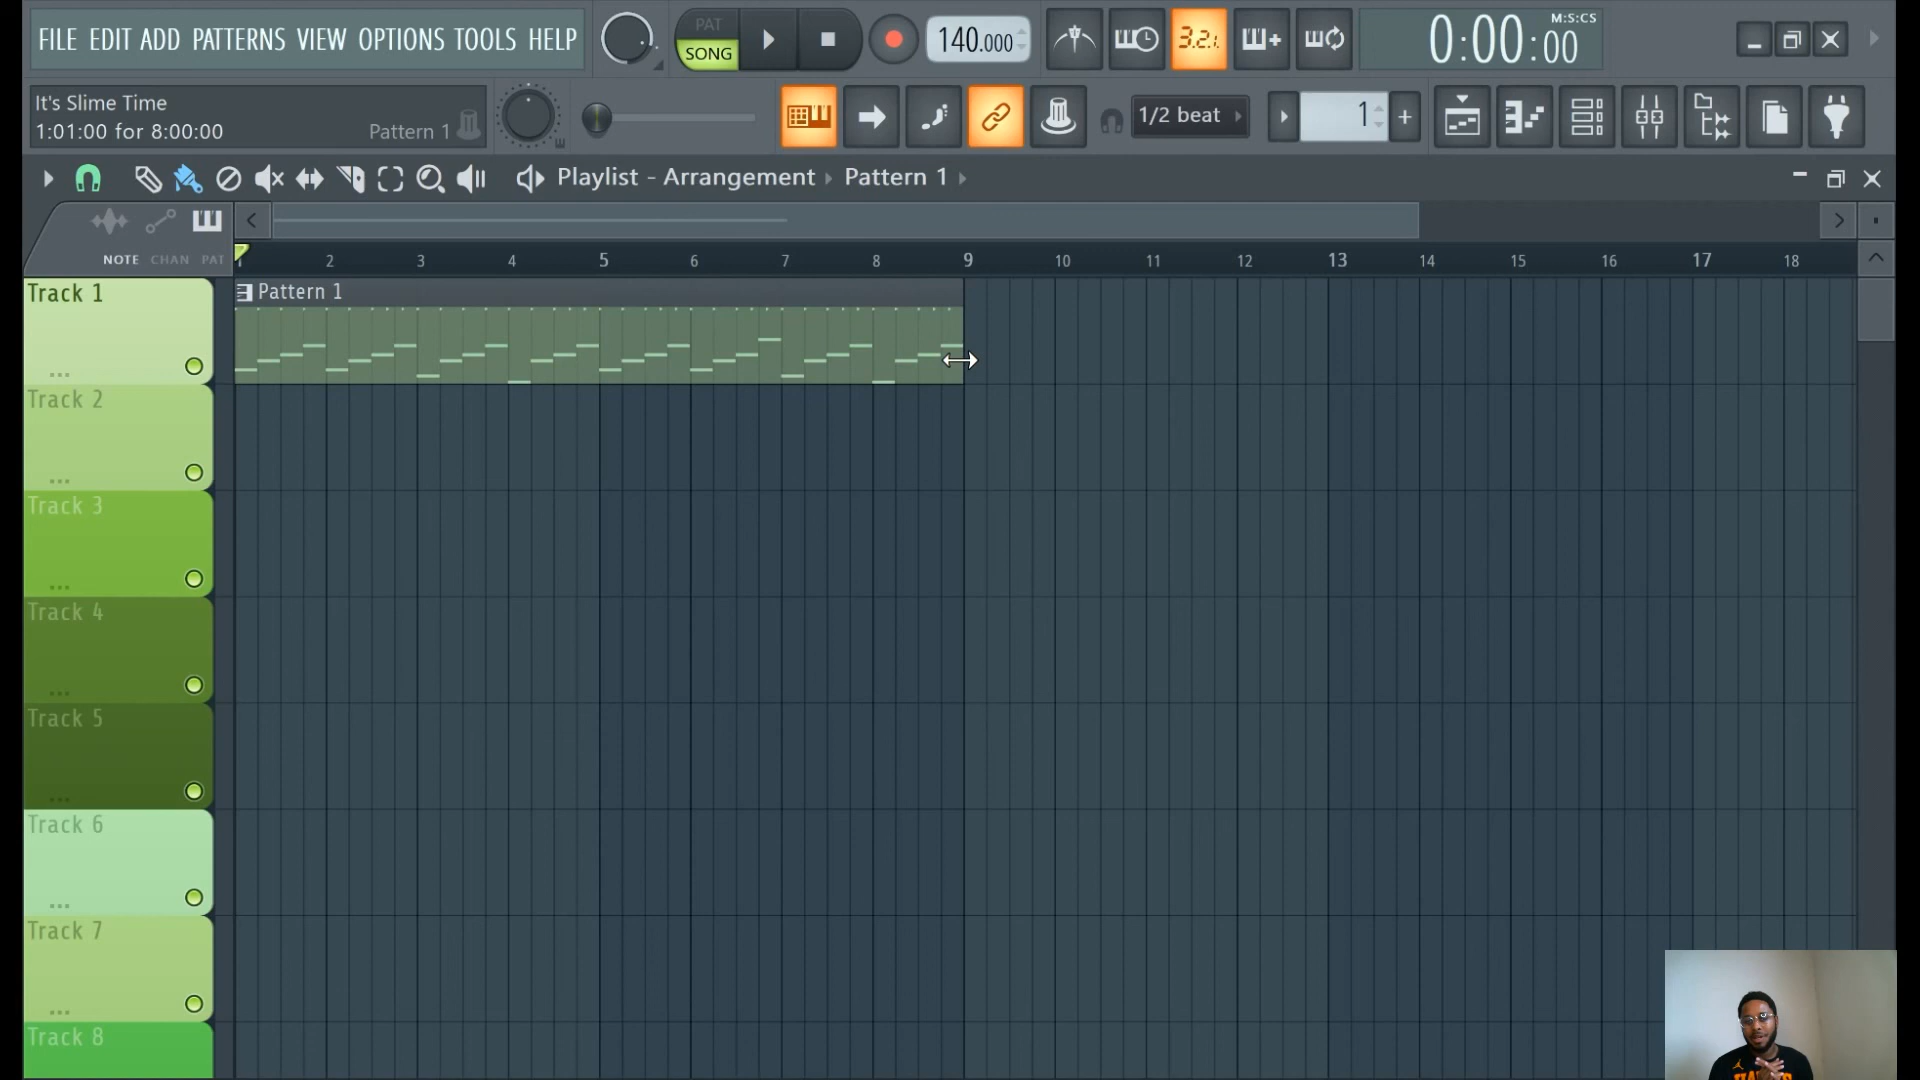 FILE EDIT ADD PATTERNS VIEW OPTIONS TOOLS HELP
PAT
SONG
140.000
3.2.1
M:S:CS
0:00:00
It's Slime Time
1:01:00 for 8:00:00
Pattern 1
1/2 beat
1
Playlist - Arrangement Pattern 1
NOTE CHAN PAT
1 2 3 4 5 6 7 8 9 10 11 12 13 14 15 16 17 18
Track 1
Pattern 1
Track 2
Track 3
Track 4
Track 5
Track 6
Track 7
Track 8